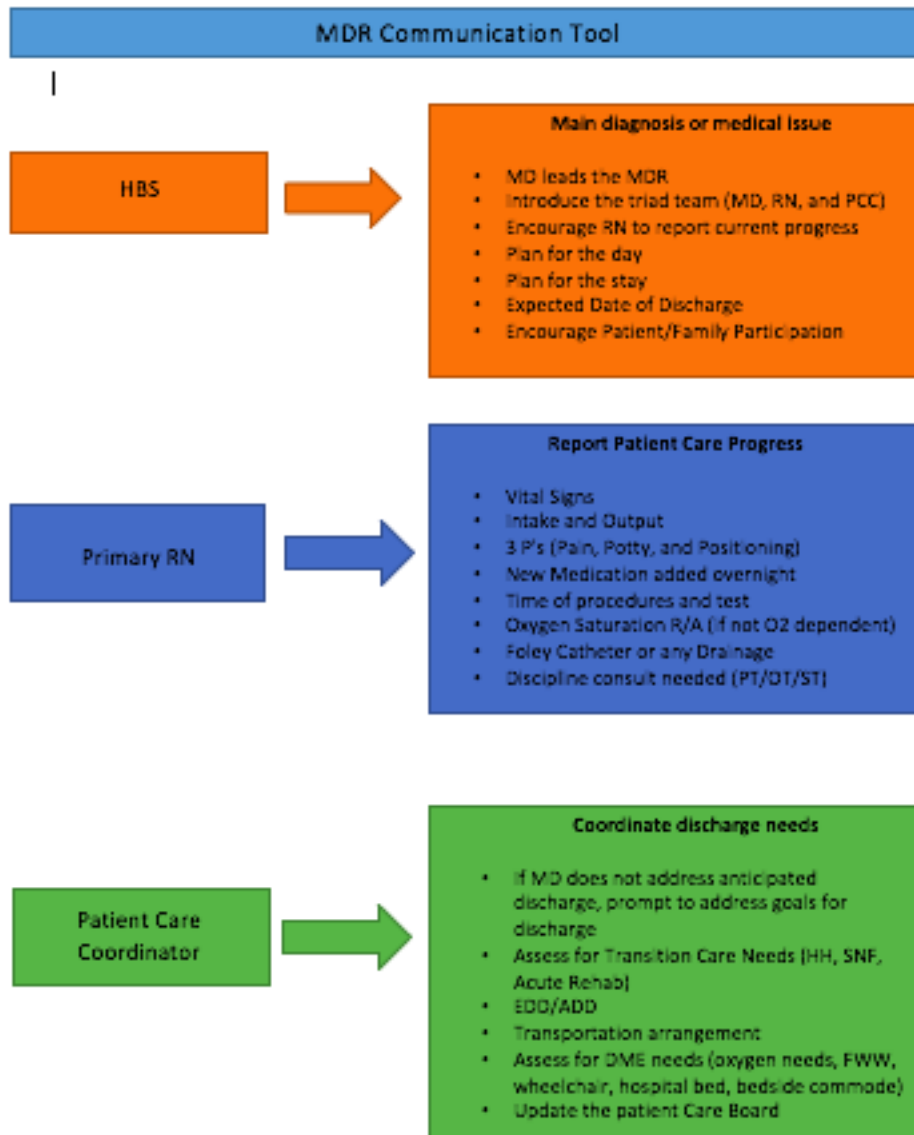 MDR Communication Tool
HBS
Main diagnosis or medical issue
• MD leads the MDR
• Introduce the triad team (MD, RN, and PCC)
• Encourage RN to report current progress
• Plan for the day
• Plan for the stay
• Expected Date of Discharge
• Encourage Patient/Family Participation
Primary RN
Report Patient Care Progress
• Vital Signs
• Intake and Output
• 3 P's (Pain, Potty, and Positioning)
• New Medication added overnight
• Time of procedures and test
• Oxygen Saturation R/A (if not O2 dependent)
• Foley Catheter or any Drainage
• Discipline consult needed (PT/OT/ST)
Patient Care
Coordinator
Coordinate discharge needs
• If MD does not address anticipated
discharge, prompt to address goals for
discharge
• Assess for Transition Care Needs (HH, SNF,
Acute Rehab)
• EDD/ADD
• Transportation arrangement
• Assess for DME needs (oxygen needs, FWW,
wheelchair, hospital bed, bedside commode)
• Update the patient Care Board